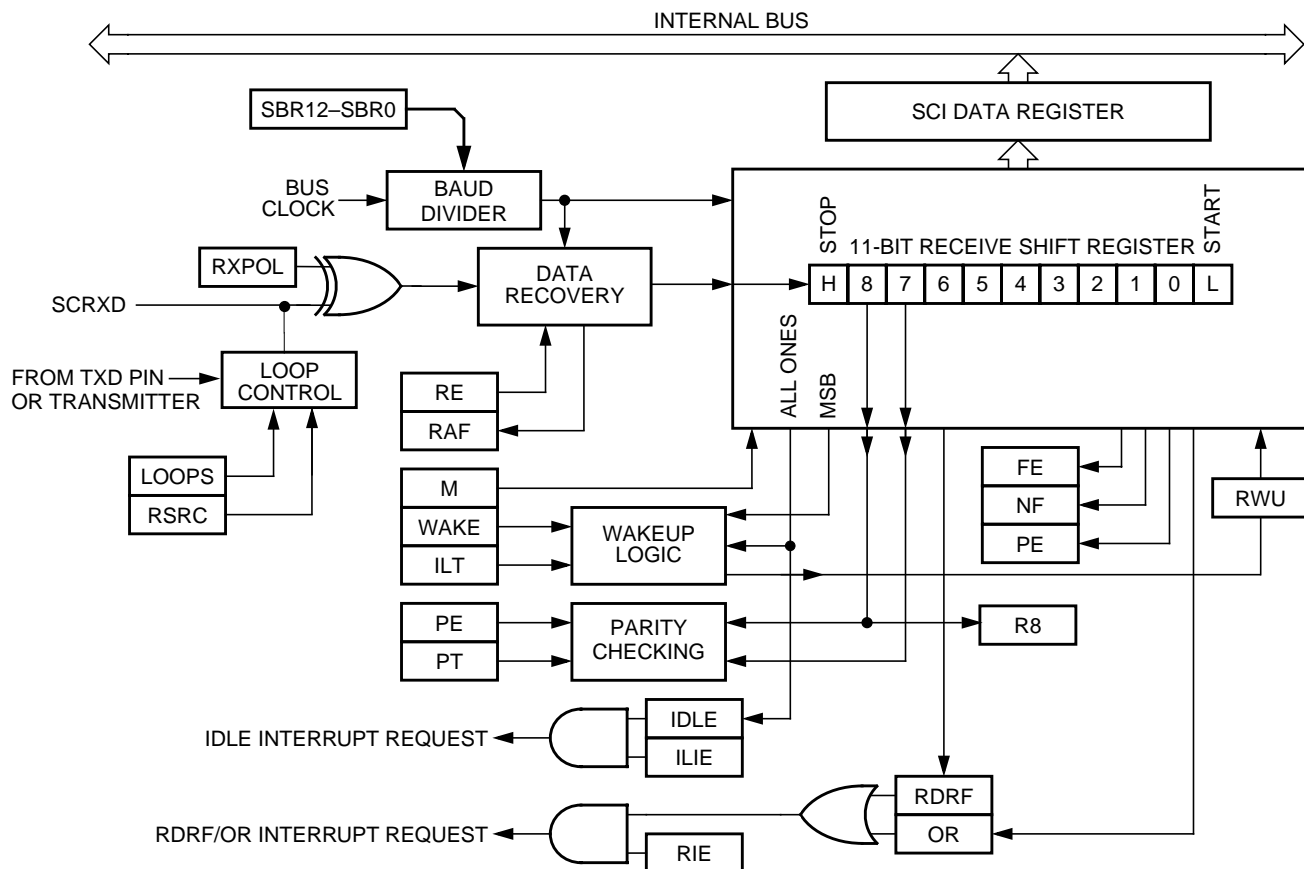 INTERNAL BUS
SBR12–SBR0
SCI DATA REGISTER
BUS
CLOCK
BAUD
DIVIDER
STOP
11-BIT RECEIVE SHIFT REGISTER
START
RXPOL
DATA
RECOVERY
H 8 7 6 5 4 3 2 1 0 L
SCRXD
ALL ONES
MSB
FROM TXD PIN
OR TRANSMITTER
LOOP
CONTROL
RE
RAF
LOOPS
RSRC
M
WAKE
ILT
WAKEUP
LOGIC
FE
NF
PE
RWU
PE
PT
PARITY
CHECKING
R8
IDLE INTERRUPT REQUEST
IDLE
ILIE
RDRF/OR INTERRUPT REQUEST
RIE
RDRF
OR